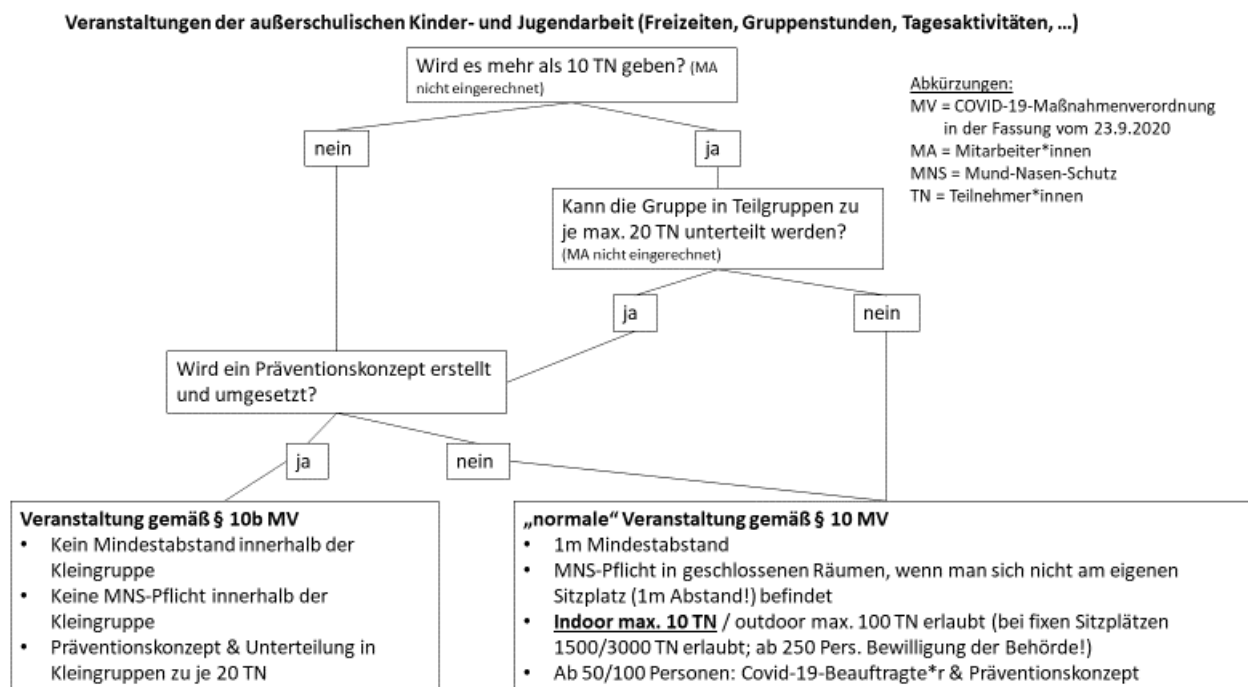 Veranstaltungen der außerschulischen Kinder- und Jugendarbeit (Freizeiten, Gruppenstunden, Tagesaktivitäten, ...)
Wird es mehr als 10 TN geben? (MA
nicht eingerechnet)
Abkürzungen:
MV = COVID-19-Maßnahmenverordnung
in der Fassung vom 23.9.2020
MA = Mitarbeiter*innen
MNS = Mund-Nasen-Schutz
TN = Teilnehmer*innen
nein
ja
Kann die Gruppe in Teilgruppen zu
je max. 20 TN unterteilt werden?
(MA nicht eingerechnet)
ja
nein
Wird ein Präventionskonzept erstellt
und umgesetzt?
ja
nein
Veranstaltung gemäß § 10b MV
• Kein Mindestabstand innerhalb der
Kleingruppe
• Keine MNS-Pflicht innerhalb der
Kleingruppe
• Präventionskonzept & Unterteilung in
Kleingruppen zu je 20 TN
„normale“ Veranstaltung gemäß § 10 MV
• 1m Mindestabstand
• MNS-Pflicht in geschlossenen Räumen, wenn man sich nicht am eigenen
Sitzplatz (1m Abstand!) befindet
• Indoor max. 10 TN / outdoor max. 100 TN erlaubt (bei fixen Sitzplätzen
1500/3000 TN erlaubt; ab 250 Pers. Bewilligung der Behörde!)
• Ab 50/100 Personen: Covid-19-Beauftragte*r & Präventionskonzept